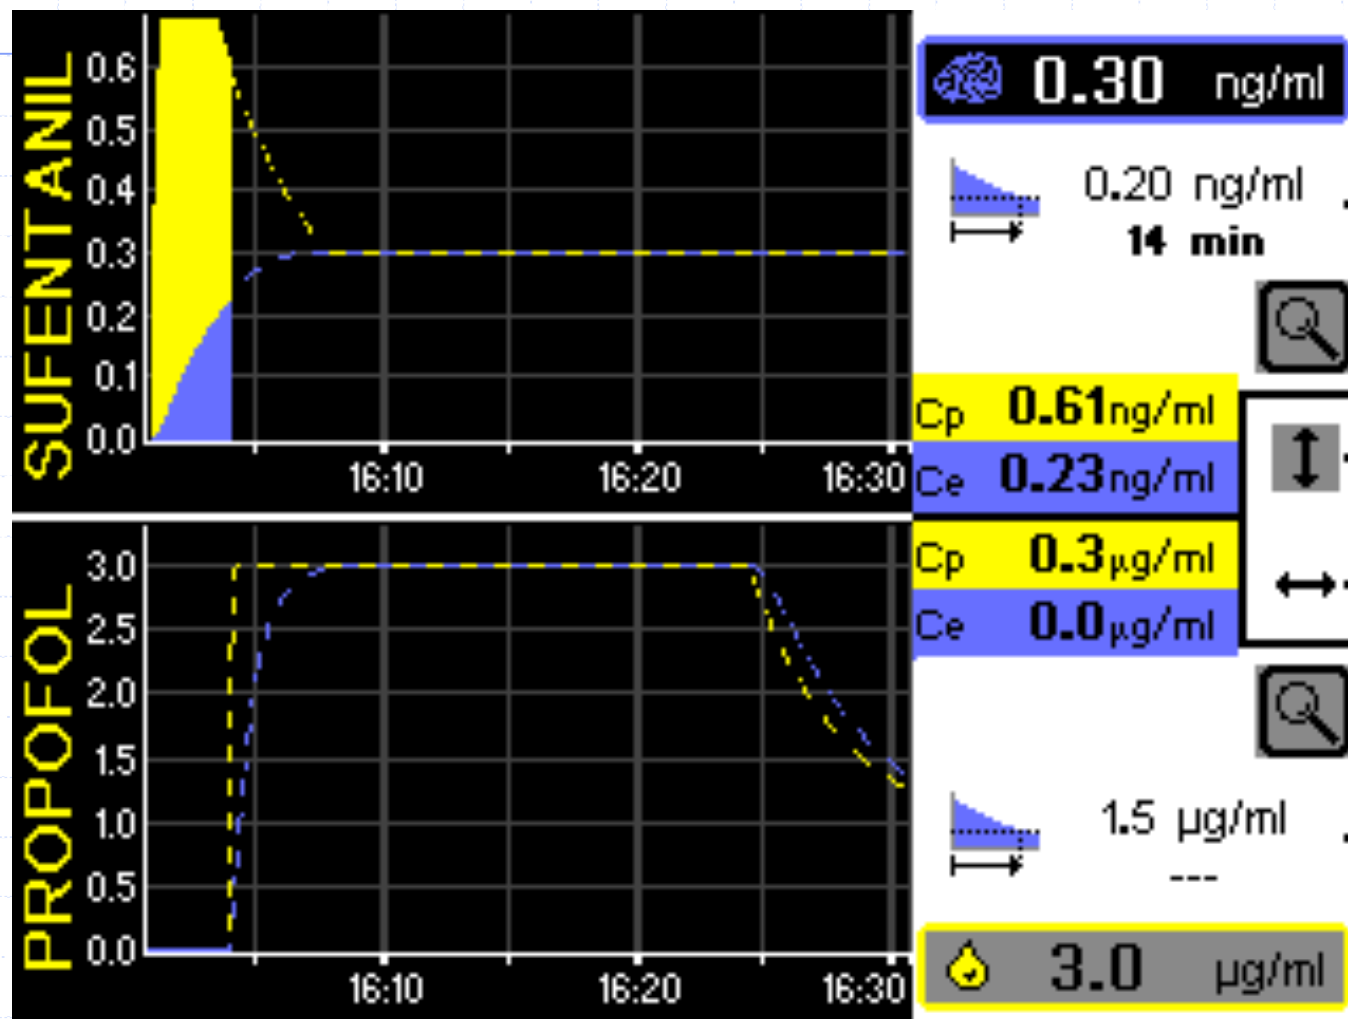 SUFENTANIL
0.6
0.5
0.4
0.3
0.2
0.1
0.0
16:10 16:20 16:30
0.30 ng/ml
0.20 ng/ml
14 min
Cp 0.61ng/ml
Ce 0.23ng/ml
PROPOFOL
3.0
2.5
2.0
1.5
1.0
0.5
0.0
16:10 16:20 16:30
Cp 0.3µg/ml
Ce 0.0µg/ml
1.5 µg/ml
---
3.0 µg/ml